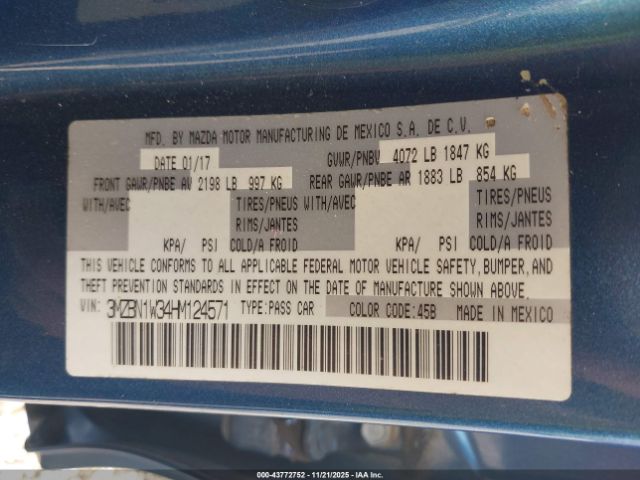 MFD. BY MAZDA MOTOR MANUFACTURING DE MEXICO S.A. DE C.V.
DATE 01/17 GVWR/PNBV 4072 LB 1847 KG
FRONT GAWR/PNBE AV 2198 LB 997 KG REAR GAWR/PNBE AR 1883 LB 854 KG
WITH/AVEC TIRES/PNEUS WITH/AVEC TIRES/PNEUS
RIMS/JANTES RIMS/JANTES
KPA/ PSI COLD/A FROID KPA/ PSI COLD/A FROID
THIS VEHICLE CONFORMS TO ALL APPLICABLE FEDERAL MOTOR VEHICLE SAFETY, BUMPER, AND
THEFT PREVENTION STANDARDS IN EFFECT ON THE DATE OF MANUFACTURE SHOWN ABOVE.
VIN: 3MZBN1W34HM124571 TYPE:PASS CAR COLOR CODE:45B MADE IN MEXICO
000-43772752 - 11/21/2025 - IAA Inc.